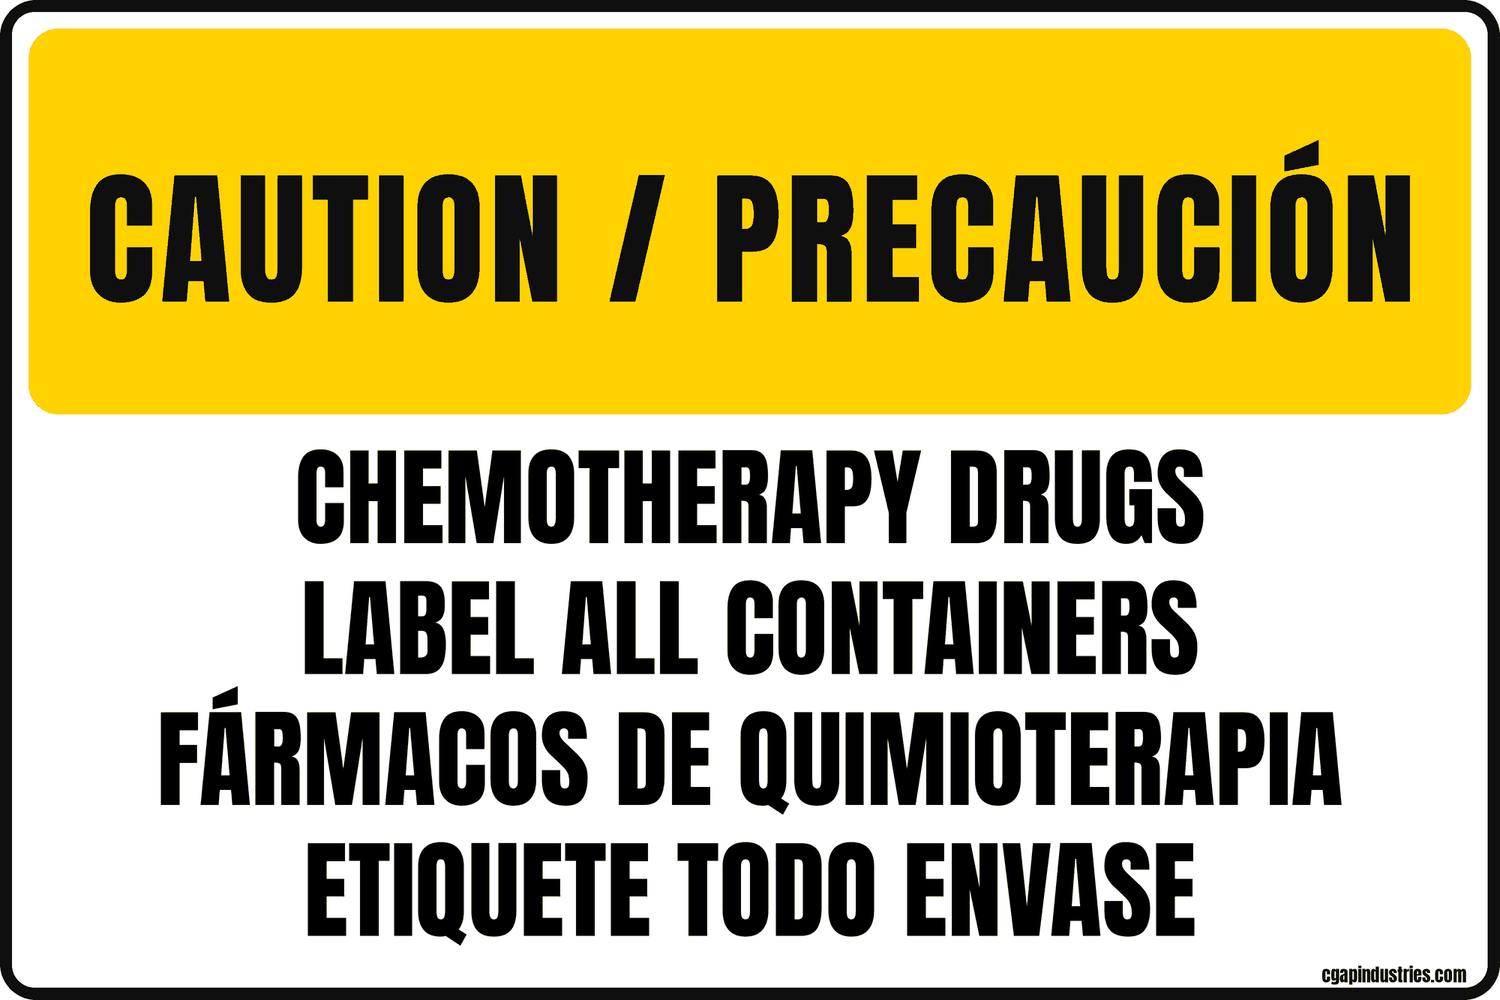 CAUTION / PRECAUCIÓN
CHEMOTHERAPY DRUGS
LABEL ALL CONTAINERS
FÁRMACOS DE QUIMIOTERAPIA
ETIQUETE TODO ENVASE
cgapindustries.com